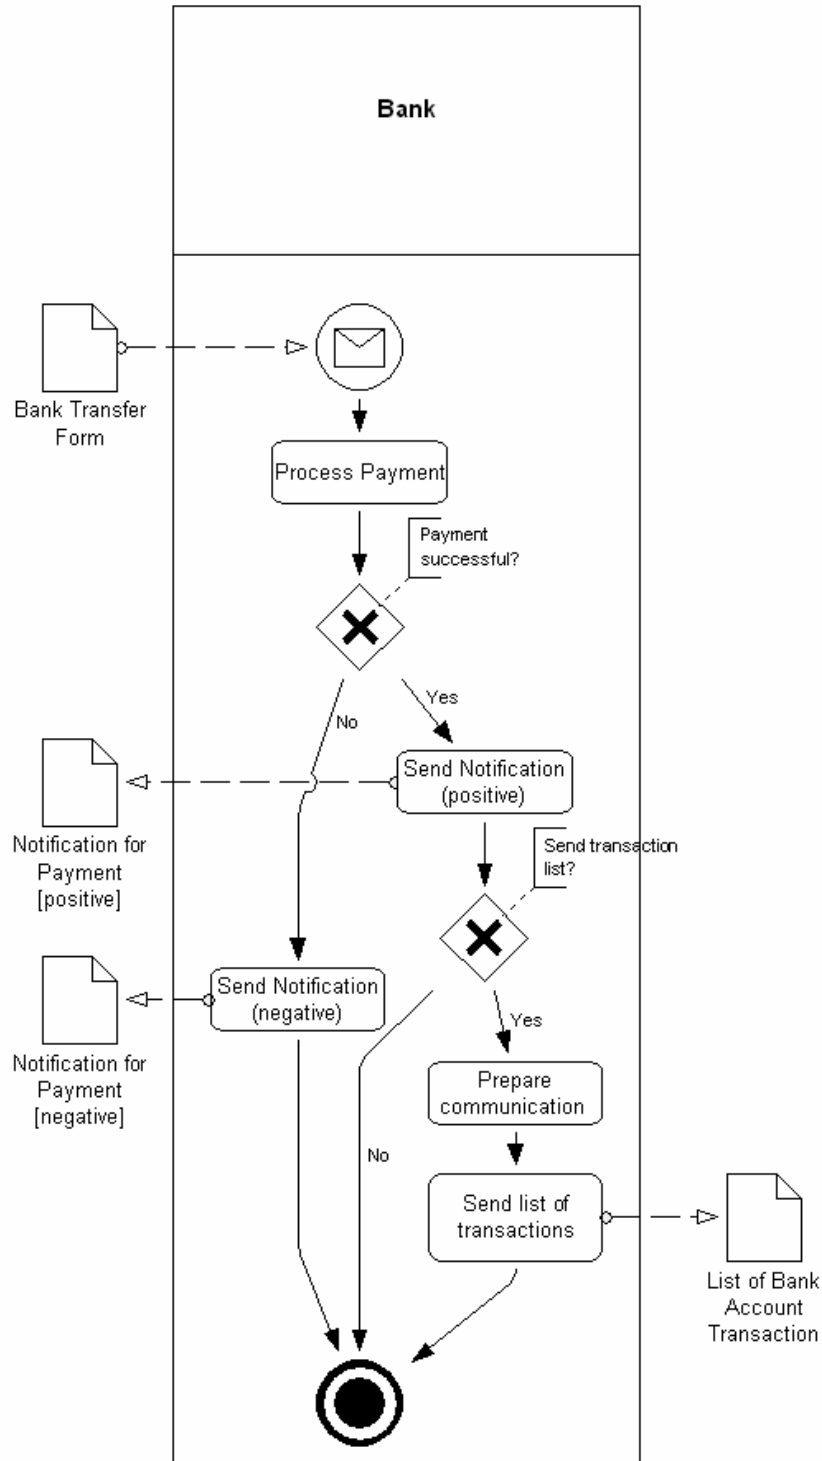 Bank
Bank Transfer
Form
Process Payment
Payment
successful?
Yes
No
Send Notification
(positive)
Notification for
Payment
[positive]
Send transaction
list?
Send Notification
(negative)
Notification for
Payment
[negative]
Yes
Prepare
communication
No
Send list of
transactions
List of Bank
Account
Transaction